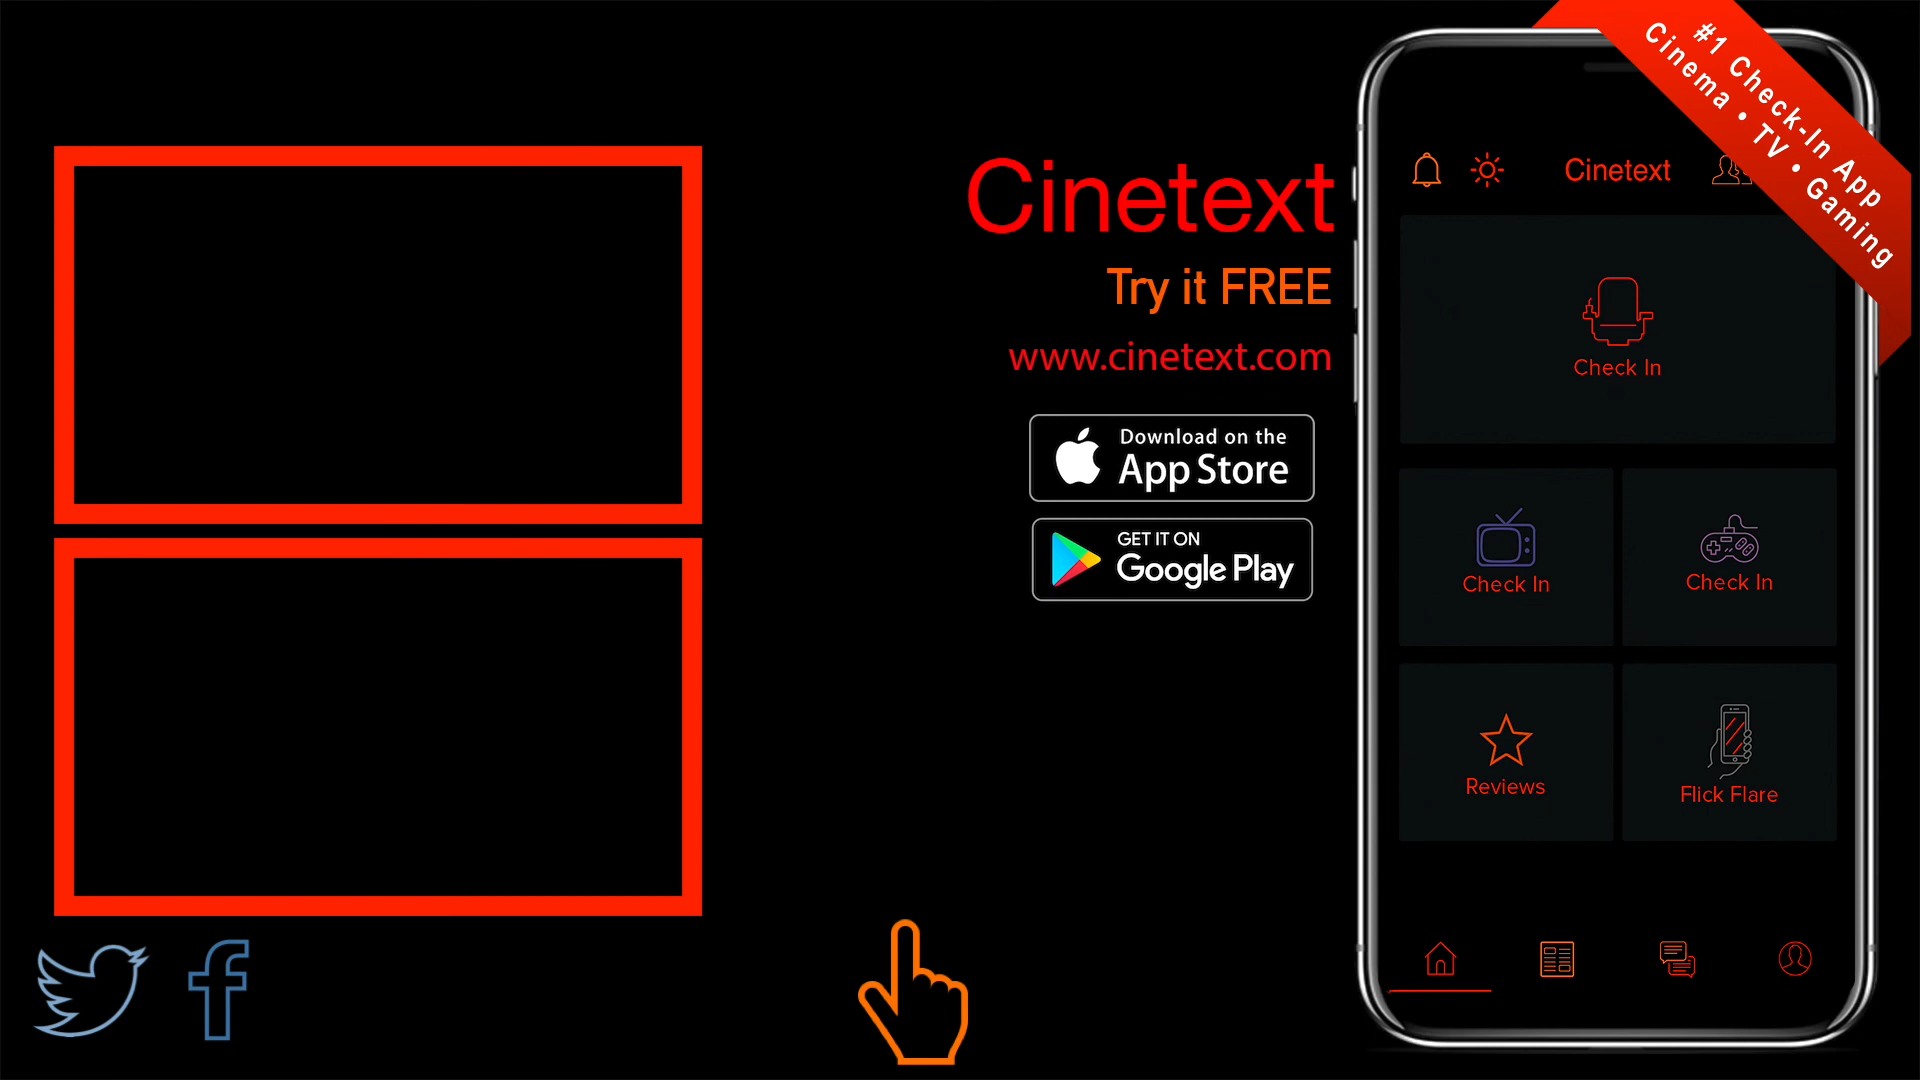 Cinetext
Try it FREE
www.cinetext.com
Download on the
App Store
GET IT ON
Google Play
#1 Check-In App
Cinema • TV • Gaming
Cinetext
Check In
Check In
Check In
Reviews
Flick Flare